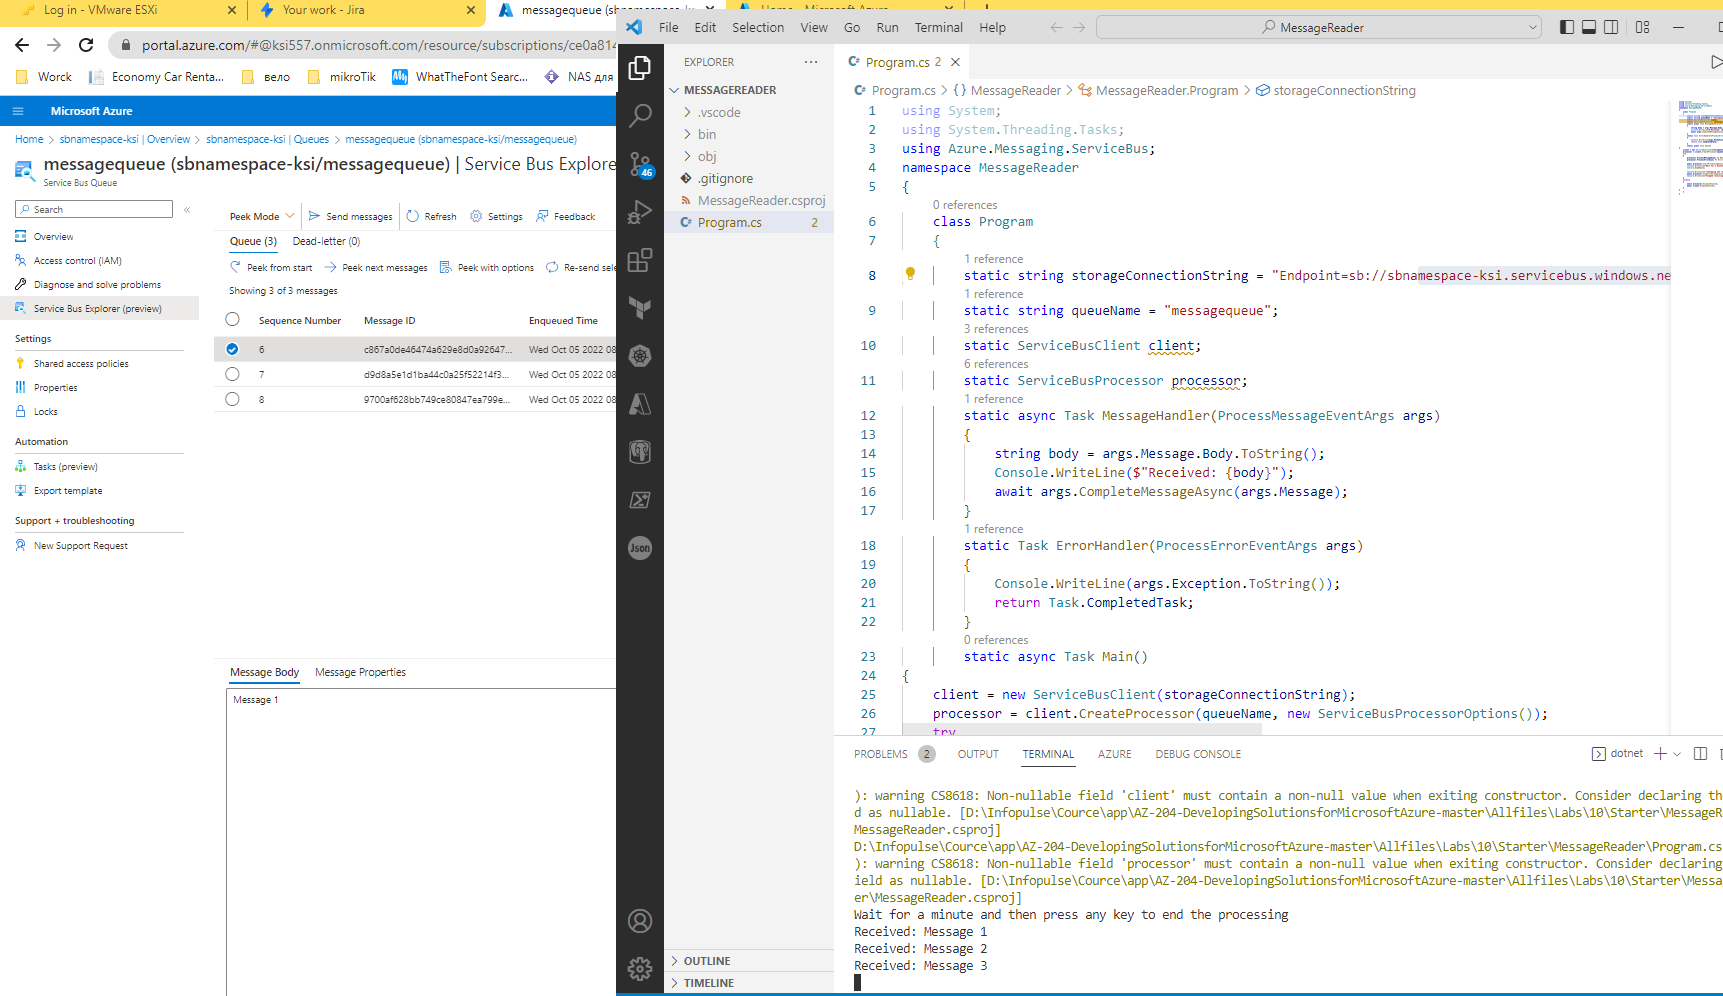 Log in - VMware ESXi
Your work - Jira
messagequeue (sbnamespace-ks
Home - Microsoft Azure
portal.azure.com/#@ksi557.onmicrosoft.com/resource/subscriptions/ce0a814
Worck
Economy Car Renta...
вело
mikroTik
WhatTheFont Searc...
NAS для
Microsoft Azure
Home > sbnamespace-ksi | Overview > sbnamespace-ksi | Queues > messagequeue (sbnamespace-ksi/messagequeue)
messagequeue (sbnamespace-ksi/messagequeue) | Service Bus Explore
Service Bus Queue
Search
«
Overview
Access control (IAM)
Diagnose and solve problems
Service Bus Explorer (preview)
Settings
Shared access policies
Properties
Locks
Automation
Tasks (preview)
Export template
Support + troubleshooting
New Support Request
Peek Mode
Send messages
Refresh
Settings
Feedback
Queue (3)
Dead-letter (0)
Peek from start
Peek next messages
Peek with options
Re-send sele
Showing 3 of 3 messages
Sequence Number Message ID Enqueued Time
6 c867a0de46474a629e8d0a92647... Wed Oct 05 2022 08
7 d9d8a5e1d1ba44c0a25f52214f3... Wed Oct 05 2022 08
8 9700af628bb749ce80847ea799e... Wed Oct 05 2022 08
Message Body
Message Properties
Message 1
File Edit Selection View Go Run Terminal Help
MessageReader
46
Json
EXPLORER
MESSAGEREADER
.vscode
bin
obj
.gitignore
MessageReader.csproj
Program.cs 2
OUTLINE
TIMELINE
Program.cs 2
Program.cs > {} MessageReader > MessageReader.Program > storageConnectionString
1 using System;
2 using System.Threading.Tasks;
3 using Azure.Messaging.ServiceBus;
4 namespace MessageReader
5 {
0 references
6 class Program
7 {
1 reference
8 static string storageConnectionString = "Endpoint=sb://sbnamespace-ksi.servicebus.windows.ne
1 reference
9 static string queueName = "messagequeue";
3 references
10 static ServiceBusClient client;
6 references
11 static ServiceBusProcessor processor;
1 reference
12 static async Task MessageHandler(ProcessMessageEventArgs args)
13 {
14 string body = args.Message.Body.ToString();
15 Console.WriteLine($"Received: {body}");
16 await args.CompleteMessageAsync(args.Message);
17 }
1 reference
18 static Task ErrorHandler(ProcessErrorEventArgs args)
19 {
20 Console.WriteLine(args.Exception.ToString());
21 return Task.CompletedTask;
22 }
0 references
23 static async Task Main()
24 {
25 client = new ServiceBusClient(storageConnectionString);
26 processor = client.CreateProcessor(queueName, new ServiceBusProcessorOptions());
27 try
PROBLEMS 2 OUTPUT TERMINAL AZURE DEBUG CONSOLE
dotnet
): warning CS8618: Non-nullable field 'client' must contain a non-null value when exiting constructor. Consider declaring th
d as nullable. [D:\Infopulse\Cource\app\AZ-204-DevelopingSolutionsforMicrosoftAzure-master\Allfiles\Labs\10\Starter\MessageR
MessageReader.csproj]
D:\Infopulse\Cource\app\AZ-204-DevelopingSolutionsforMicrosoftAzure-master\Allfiles\Labs\10\Starter\MessageReader\Program.cs
): warning CS8618: Non-nullable field 'processor' must contain a non-null value when exiting constructor. Consider declaring
ield as nullable. [D:\Infopulse\Cource\app\AZ-204-DevelopingSolutionsforMicrosoftAzure-master\Allfiles\Labs\10\Starter\Messa
er\MessageReader.csproj]
Wait for a minute and then press any key to end the processing
Received: Message 1
Received: Message 2
Received: Message 3